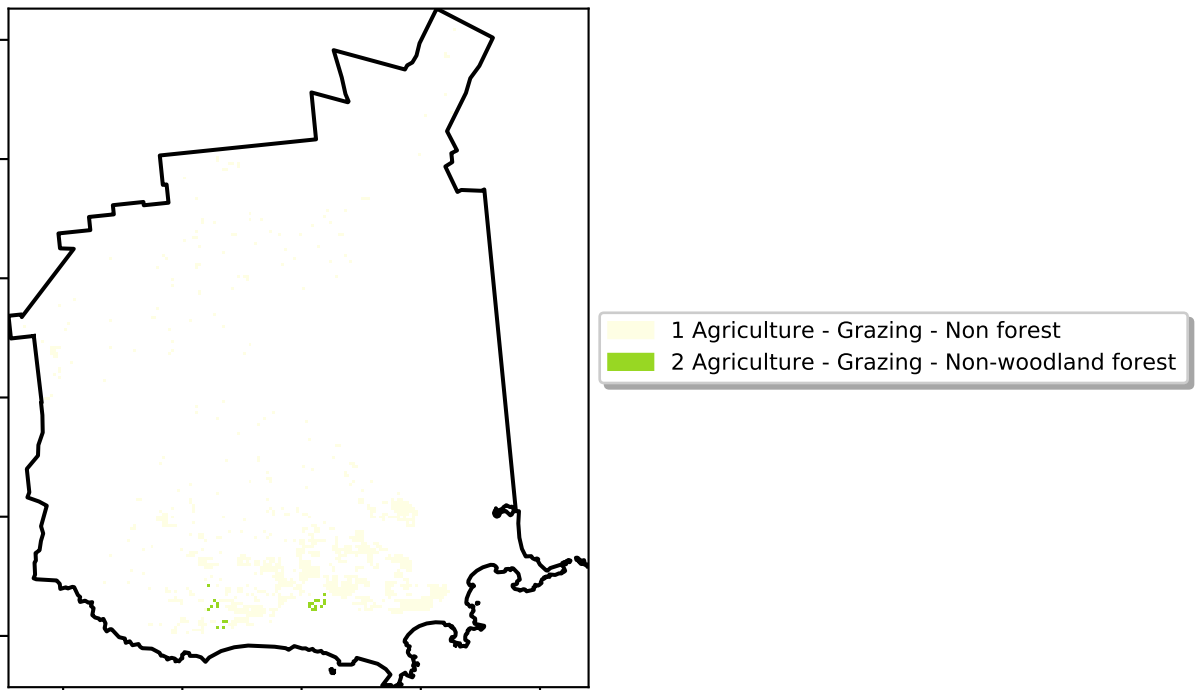 1 Agriculture - Grazing - Non forest
2 Agriculture - Grazing - Non-woodland forest